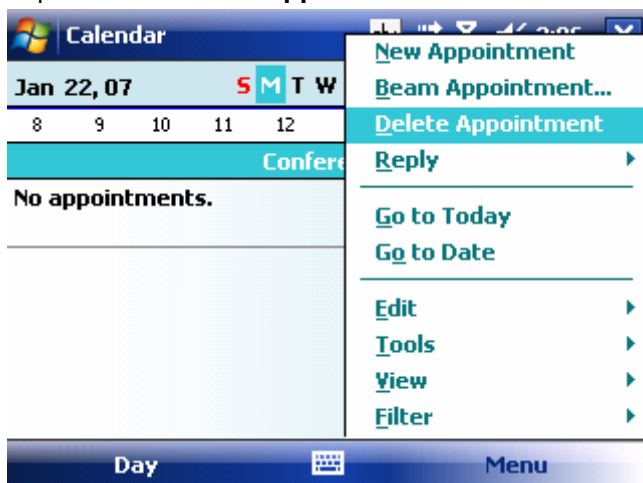 App
Calendar
Jan 22, 07 S M T W
8 9 10 11 12
Confere
No appointments.
New Appointment
Beam Appointment...
Delete Appointment
Reply
Go to Today
Go to Date
Edit
Tools
View
Filter
Day
Menu